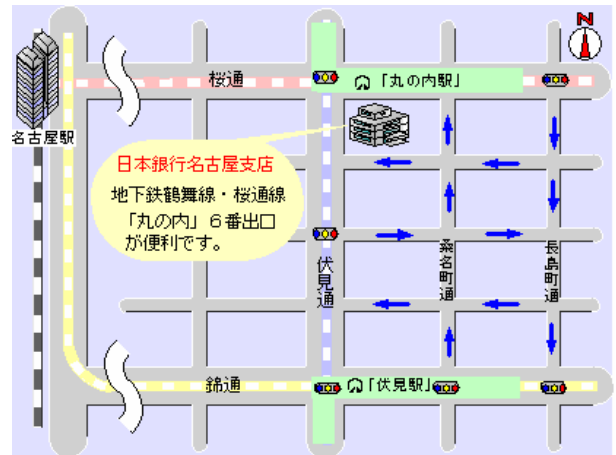 N
桜通
「丸の内駅」
名古屋駅
日本銀行名古屋支店
地下鉄鶴舞線・桜通線
「丸の内」６番出口
が便利です。
伏見通
桑名町通
長島町通
錦通
「伏見駅」